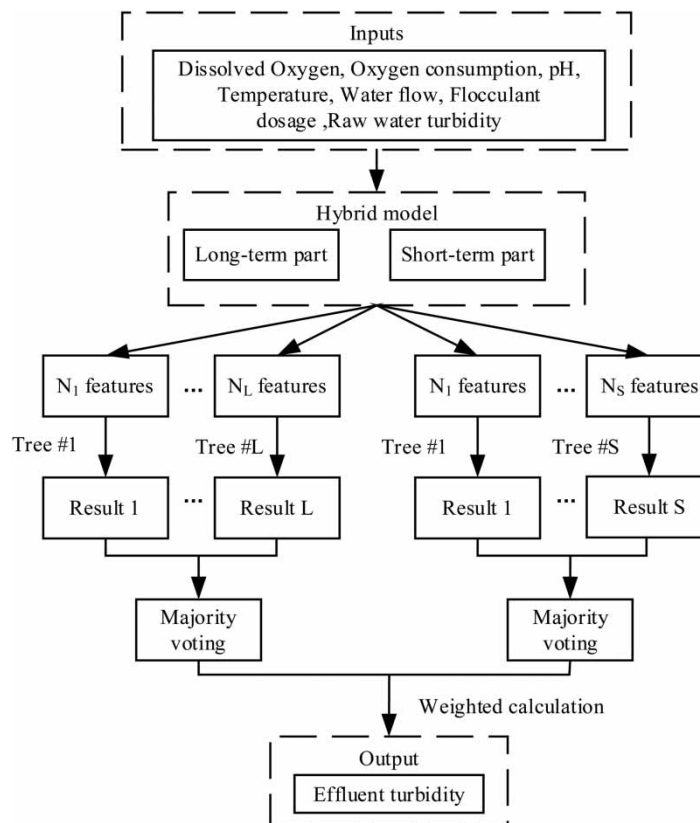 Inputs
Dissolved Oxygen, Oxygen consumption, pH,
Temperature, Water flow, Flocculant
dosage ,Raw water turbidity
Hybrid model
Long-term part
Short-term part
N₁ features
...
N_L features
N₁ features
...
N_S features
Tree #1
Tree #L
Tree #1
Tree #S
Result 1
...
Result L
Result 1
...
Result S
Majority
voting
Majority
voting
Weighted calculation
Output
Effluent turbidity